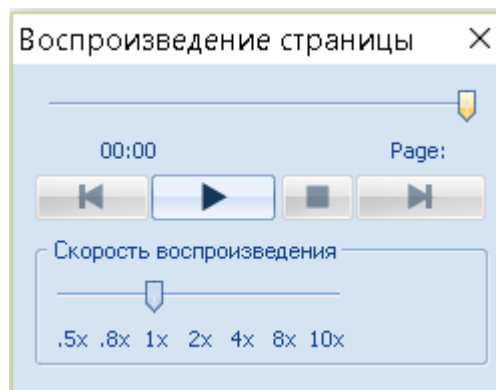 Воспроизведение страницы
00:00 Page:
Скорость воспроизведения
.5x .8x 1x 2x 4x 8x 10x